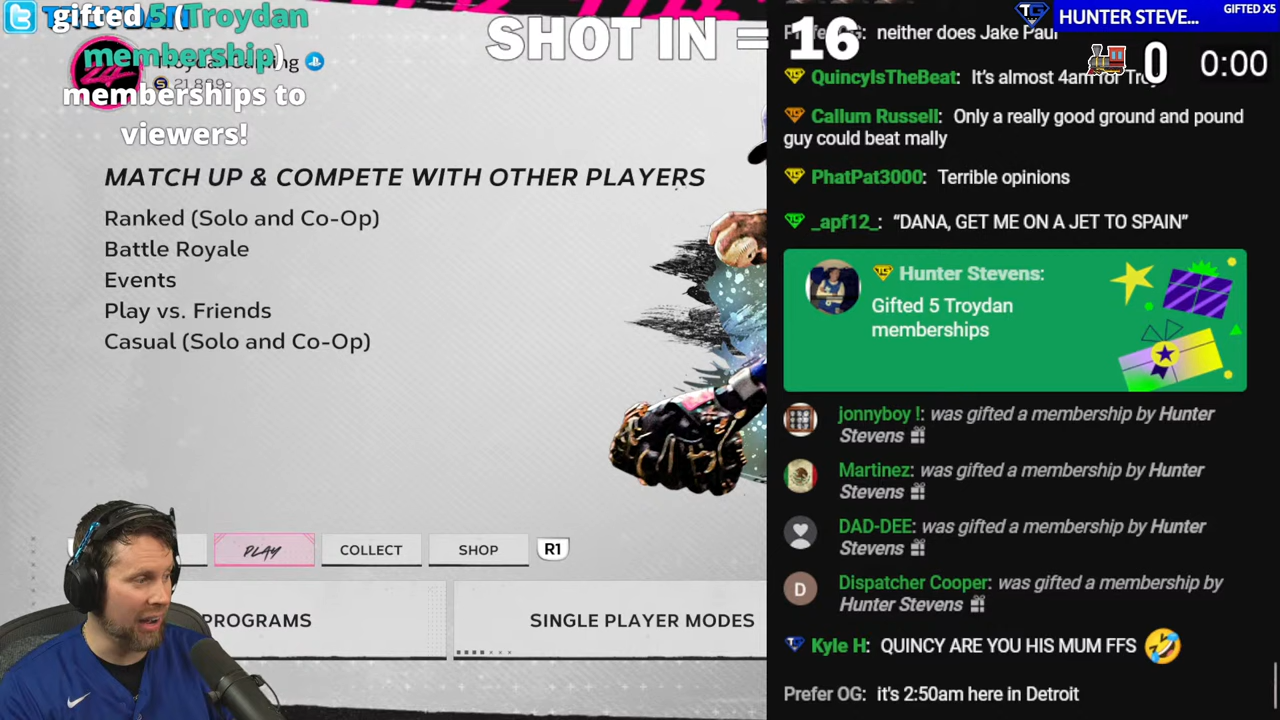 gifted 5 (Troydan
membership)
memberships to
viewers!
21,809
SHOT IN = 16
MATCH UP & COMPETE WITH OTHER PLAYERS
Ranked (Solo and Co-Op)
Battle Royale
Events
Play vs. Friends
Casual (Solo and Co-Op)
PLAY
COLLECT
SHOP
R1
PROGRAMS
SINGLE PLAYER MODES
HUNTER STEVE...
GIFTED X5
0
0:00
neither does Jake Paul
QuincyIsTheBeat: It's almost 4am for
Callum Russell: Only a really good ground and pound
guy could beat mally
PhatPat3000: Terrible opinions
_apf12_: “DANA, GET ME ON A JET TO SPAIN”
Hunter Stevens:
Gifted 5 Troydan
memberships
jonnyboy !: was gifted a membership by Hunter
Stevens
Martinez: was gifted a membership by Hunter
Stevens
DAD-DEE: was gifted a membership by Hunter
Stevens
D
Dispatcher Cooper: was gifted a membership by
Hunter Stevens
Kyle H: QUINCY ARE YOU HIS MUM FFS 🤣
Prefer OG: it's 2:50am here in Detroit